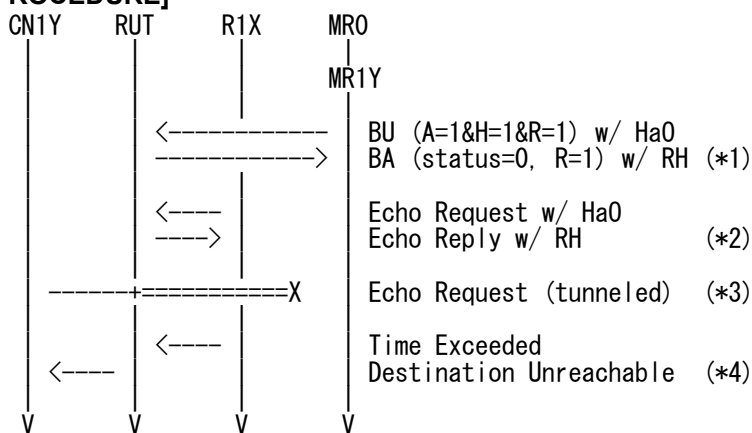 ROCEDURE]
CN1Y RUT R1X MR0
MR1Y
<------------ BU (A=1&H=1&R=1) w/ HaO
------------> BA (status=0, R=1) w/ RH (*1)
<---- Echo Request w/ HaO
----> Echo Reply w/ RH (*2)
------+===========X Echo Request (tunneled) (*3)
<---- Time Exceeded
<---- Destination Unreachable (*4)
V V V V